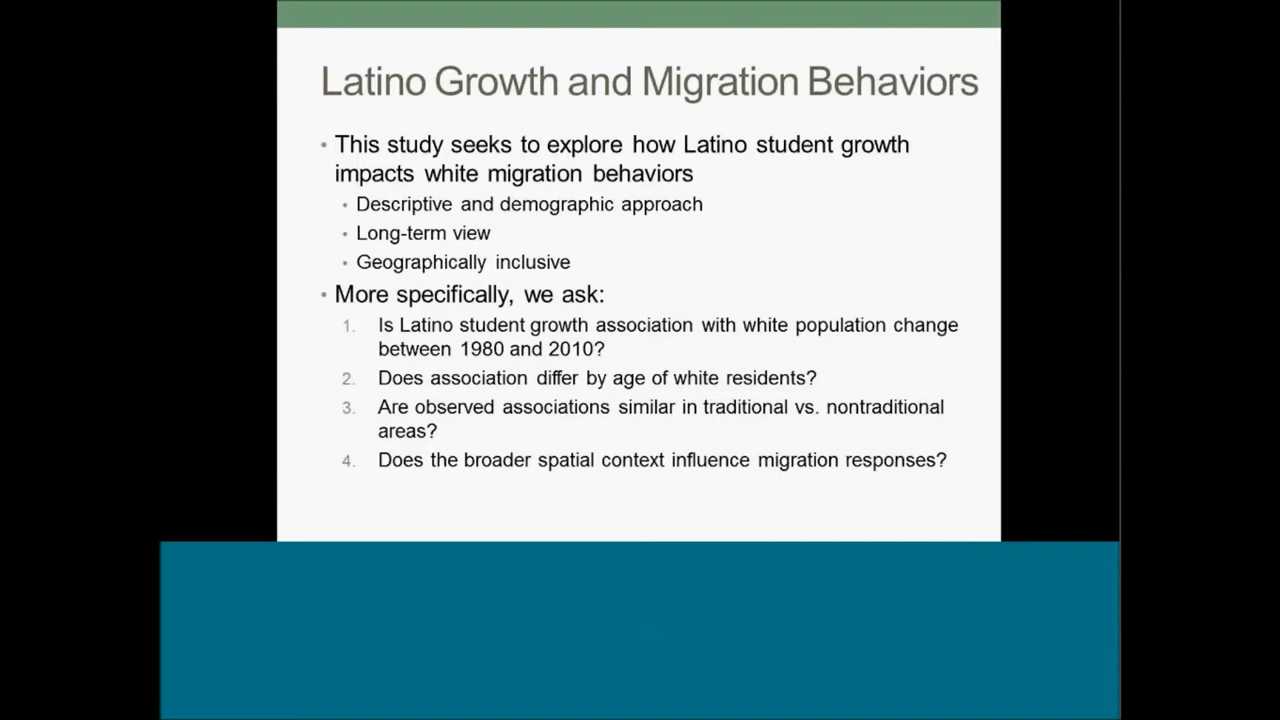 Latino Growth and Migration Behaviors
• This study seeks to explore how Latino student growth
impacts white migration behaviors
• Descriptive and demographic approach
• Long-term view
• Geographically inclusive
• More specifically, we ask:
1. Is Latino student growth association with white population change
between 1980 and 2010?
2. Does association differ by age of white residents?
3. Are observed associations similar in traditional vs. nontraditional
areas?
4. Does the broader spatial context influence migration responses?